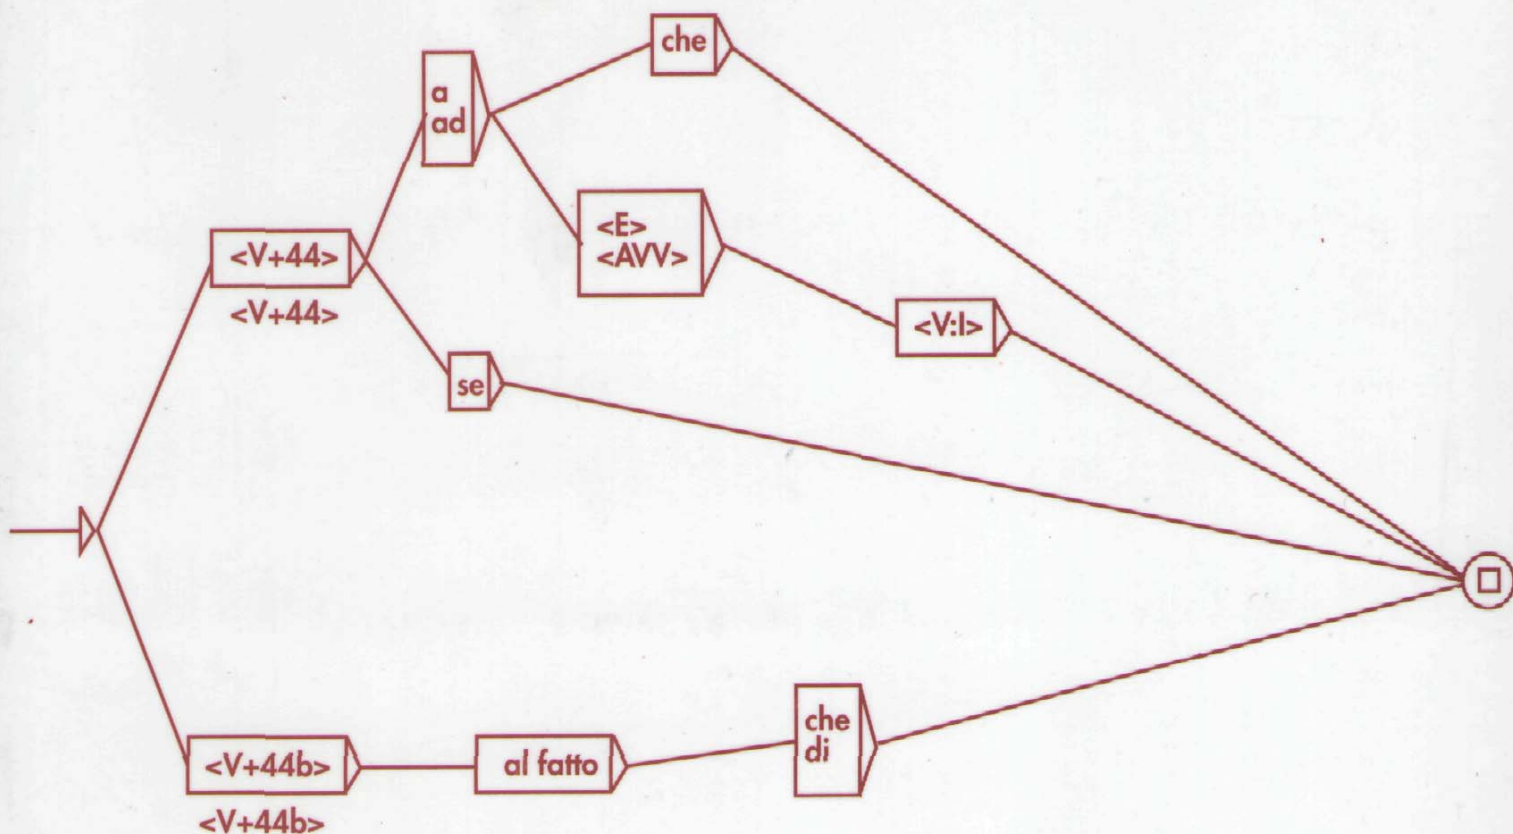 che
a
ad
<E>
<AVV>
<V+44>
<V+44>
<V:I>
se
che
di
<V+44b>
al fatto
<V+44b>